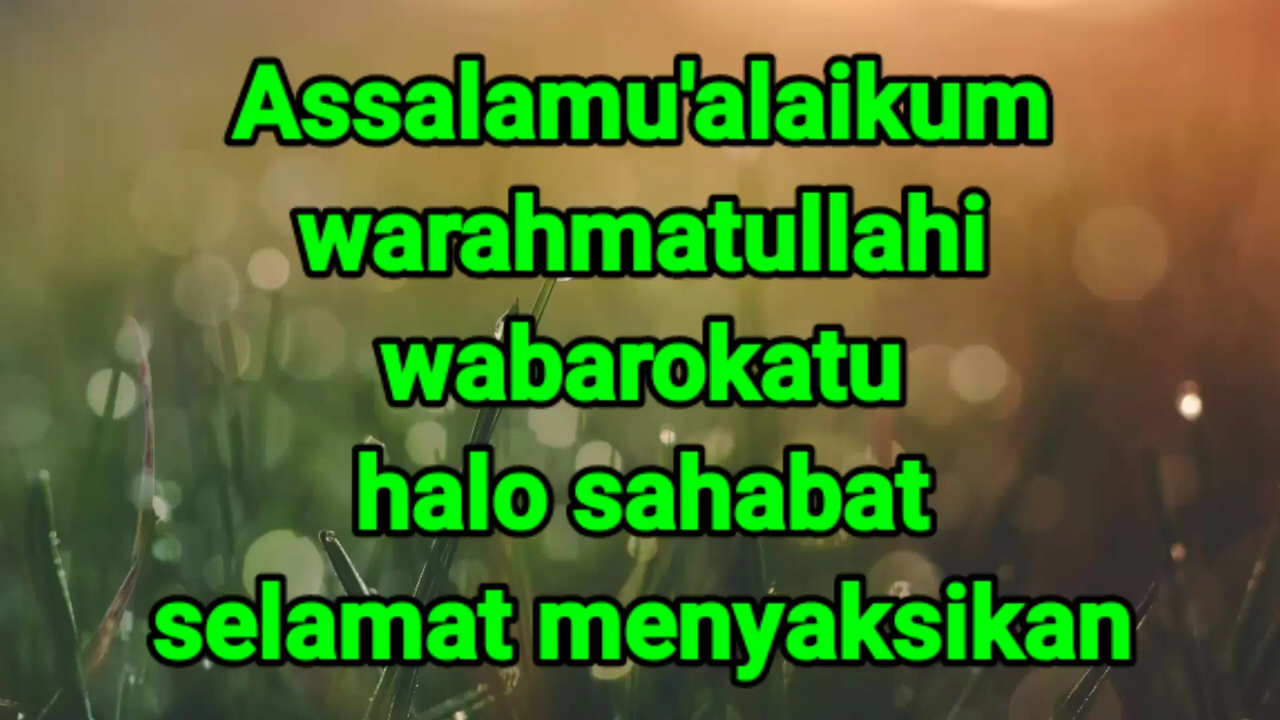 Assalamu'alaikum
warahmatullahi
wabarokatu
halo sahabat
selamat menyaksikan